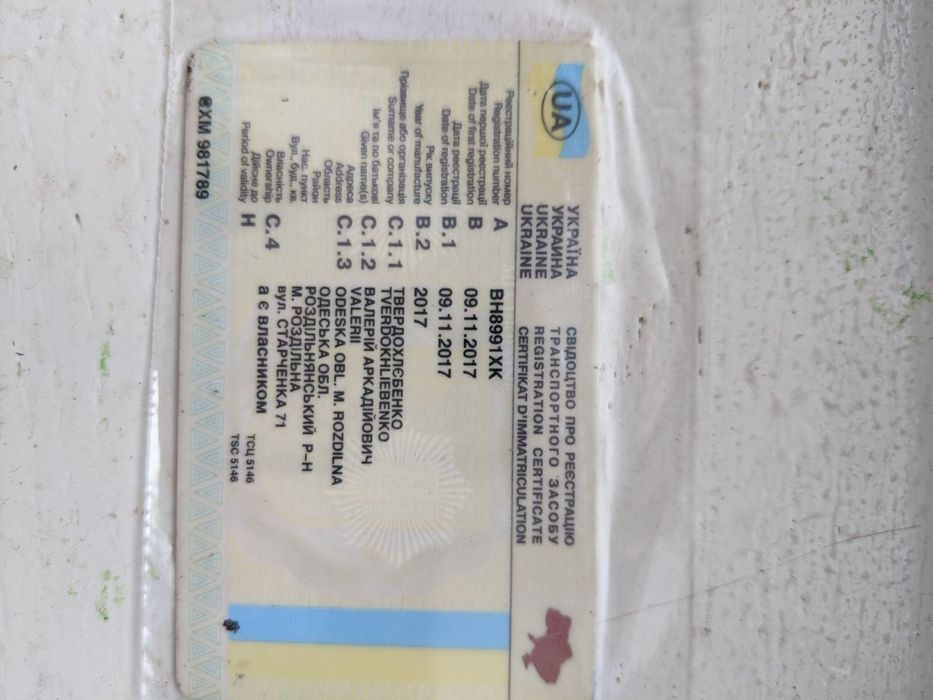 UA
УКРАЇНА
УКРАИНА
UKRAINE
UKRAINE
СВІДОЦТВО ПРО РЕЄСТРАЦІЮ
ТРАНСПОРТНОГО ЗАСОБУ
REGISTRATION CERTIFICATE
CERTIFIKAT D'IMMATRICULATION
Реєстраційний номер
Registration number A BH8991XK
Дата першої реєстрації
Date of first registration B 09.11.2017
Дата реєстрації
Date of registration B.1 09.11.2017
Рік випуску
Year of manufacture B.2 2017
Прізвище або організація
Surname or company C.1.1 ТВЕРДОХЛЄБЕНКО
TVERDOKHLIEBENKO
Ім'я та по батькові
Given name(s) C.1.2 ВАЛЕРІЙ АРКАДІЙОВИЧ
VALERII
Адреса
Address C.1.3 ODESKA OBL. M. ROZDILNA
Область ОДЕСЬКА ОБЛ.
Район РОЗДІЛЬНЯНСЬКИЙ Р-Н
Нас. пункт М. РОЗДІЛЬНА
Вул., буд., кв. вул. СТАРЧЕНКА 71
Власність
Ownership C.4 а є власником
Дійсне до
Period of validity H
ТСЦ 5146
TSC 5146
СХМ 981789